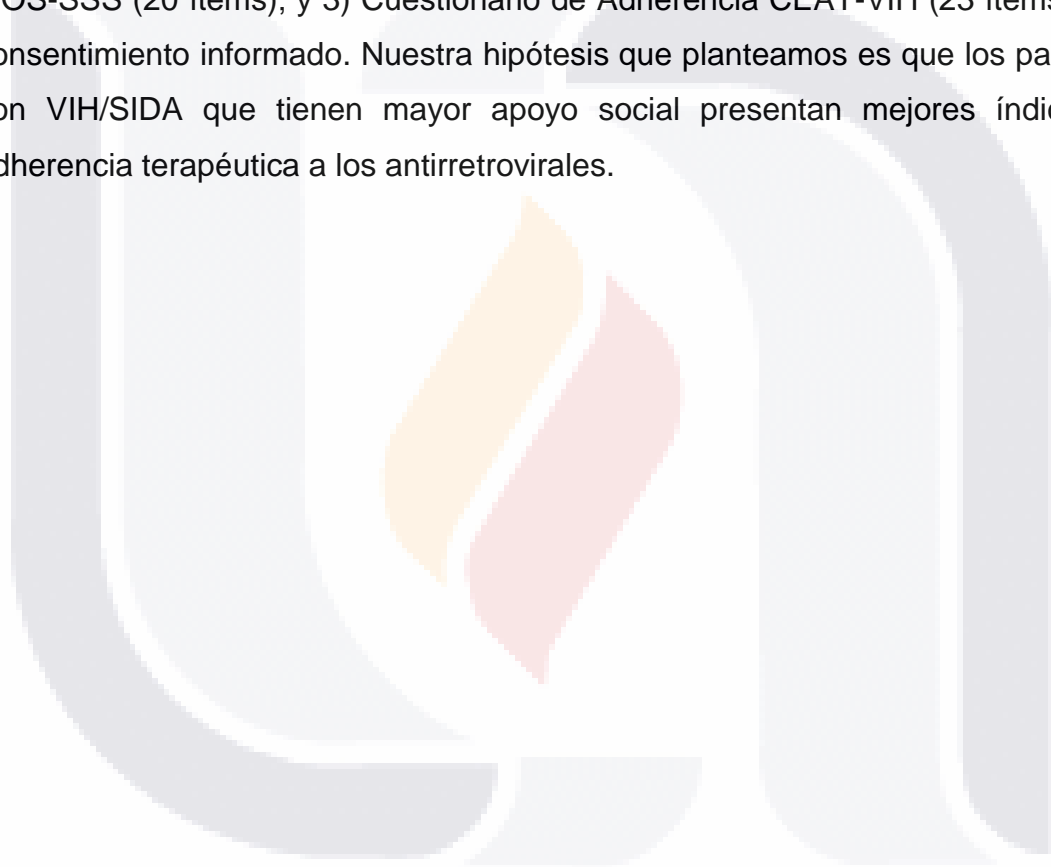 OS-SSS (20 ítems), y 3) Cuestionario de Adherencia CEAT-VIH (23 ítems
onsentimiento informado. Nuestra hipótesis que planteamos es que los pa
on VIH/SIDA que tienen mayor apoyo social presentan mejores índi
dherencia terapéutica a los antirretrovirales.